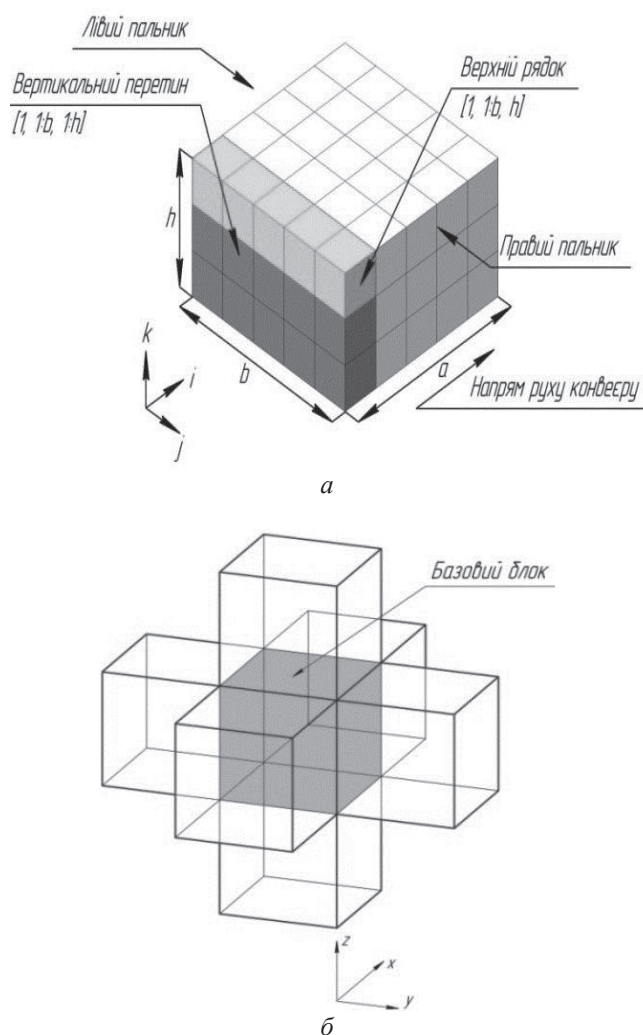 Лівий пальник
Вертикальний перетин
[1, 1:b, 1:h]
Верхній рядок
[1, 1:b, h]
h
Правий пальник
k
i
j
b
a
Напрям руху конвеєру
а
Базовий блок
z
x
y
б